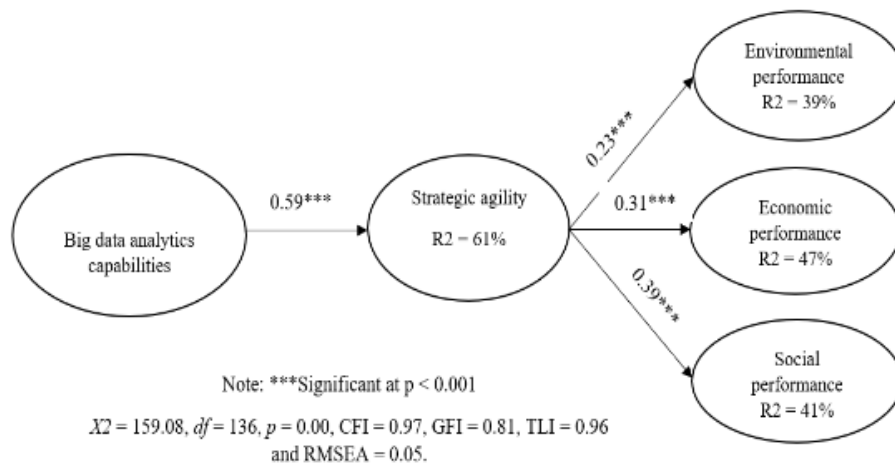 Big data analytics
capabilities
0.59***
Strategic agility
R2 = 61%
0.23***
0.31***
0.39***
Environmental
performance
R2 = 39%
Economic
performance
R2 = 47%
Social
performance
R2 = 41%
Note: ***Significant at p < 0.001
X2 = 159.08, df = 136, p = 0.00, CFI = 0.97, GFI = 0.81, TLI = 0.96
and RMSEA = 0.05.